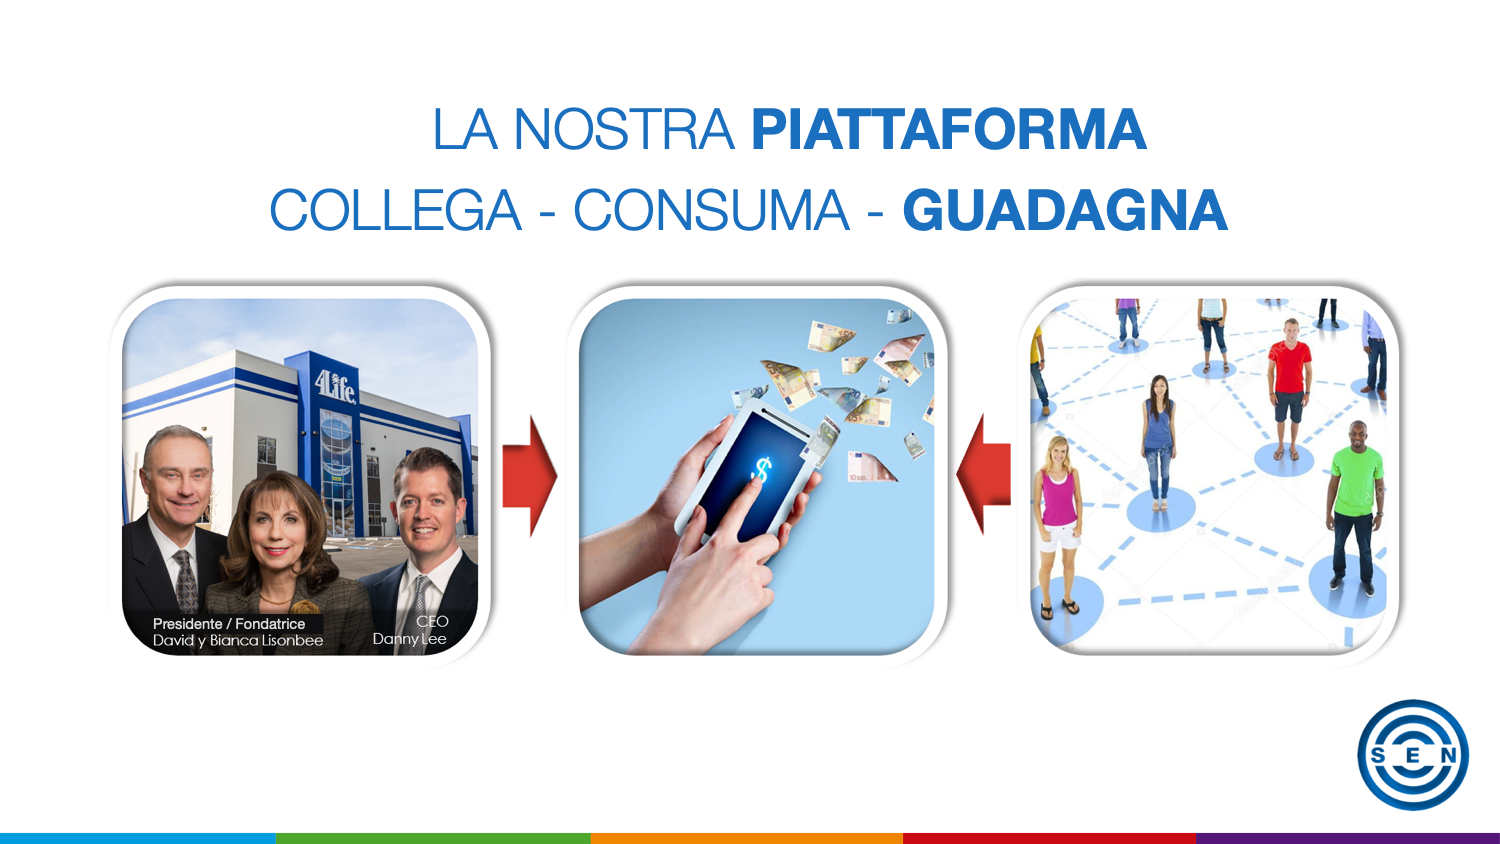 LA NOSTRA PIATTAFORMA
COLLEGA - CONSUMA - GUADAGNA
4Life
Presidente / Fondatrice
David y Bianca Lisonbee
CEO
Danny Lee
$
S E N